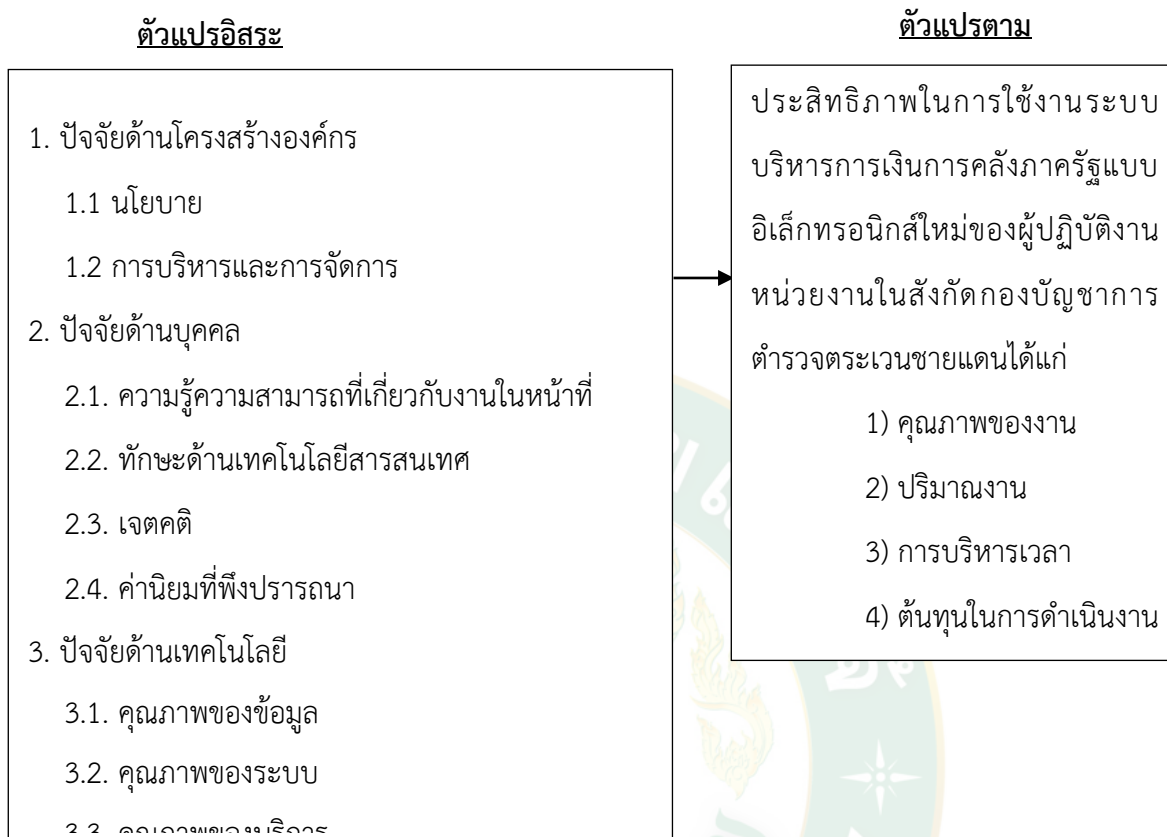 ตัวแปรอิสระ
1. ปัจจัยด้านโครงสร้างองค์กร
1.1 นโยบาย
1.2 การบริหารและการจัดการ
2. ปัจจัยด้านบุคคล
2.1. ความรู้ความสามารถที่เกี่ยวกับงานในหน้าที่
2.2. ทักษะด้านเทคโนโลยีสารสนเทศ
2.3. เจตคติ
2.4. ค่านิยมที่พึงปรารถนา
3. ปัจจัยด้านเทคโนโลยี
3.1. คุณภาพของข้อมูล
3.2. คุณภาพของระบบ
3.3. คุณภาพของบริการ
ตัวแปรตาม
ประสิทธิภาพในการใช้งานระบบ
บริหารการเงินการคลังภาครัฐแบบ
อิเล็กทรอนิกส์ใหม่ของผู้ปฏิบัติงาน
หน่วยงานในสังกัดกองบัญชาการ
ตำรวจตระเวนชายแดนได้แก่
1) คุณภาพของงาน
2) ปริมาณงาน
3) การบริหารเวลา
4) ต้นทุนในการดำเนินงาน